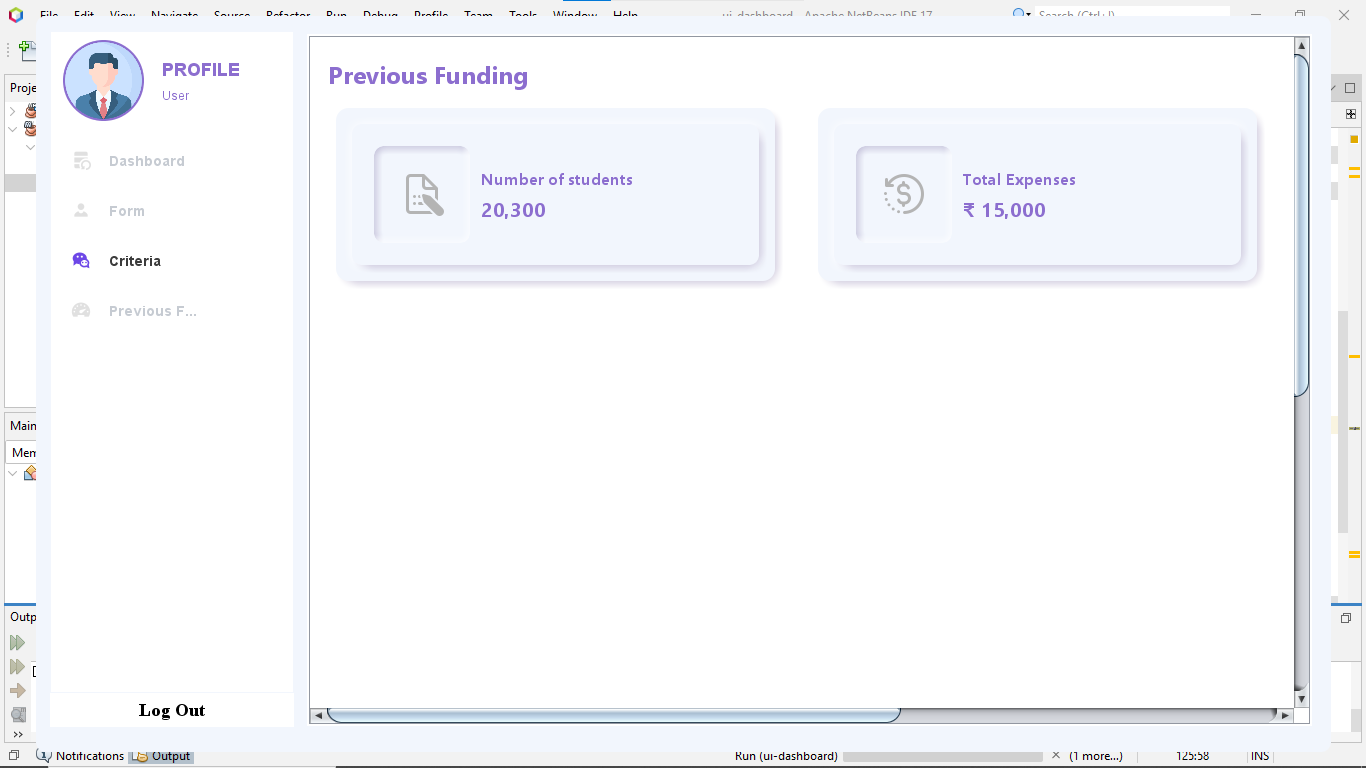 File Edit View Navigate Source Refactor Run Debug Profile Team Tools Window Help ui-dashboard - Apache NetBeans IDE 17 Search (Ctrl+I)
Proje
PROFILE
User
Dashboard
Form
Criteria
Previous F...
Log Out
Previous Funding
Number of students
20,300
Total Expenses
₹ 15,000
Main
Mem
Outp
Notifications Output Run (ui-dashboard) (1 more...) 125:58 INS